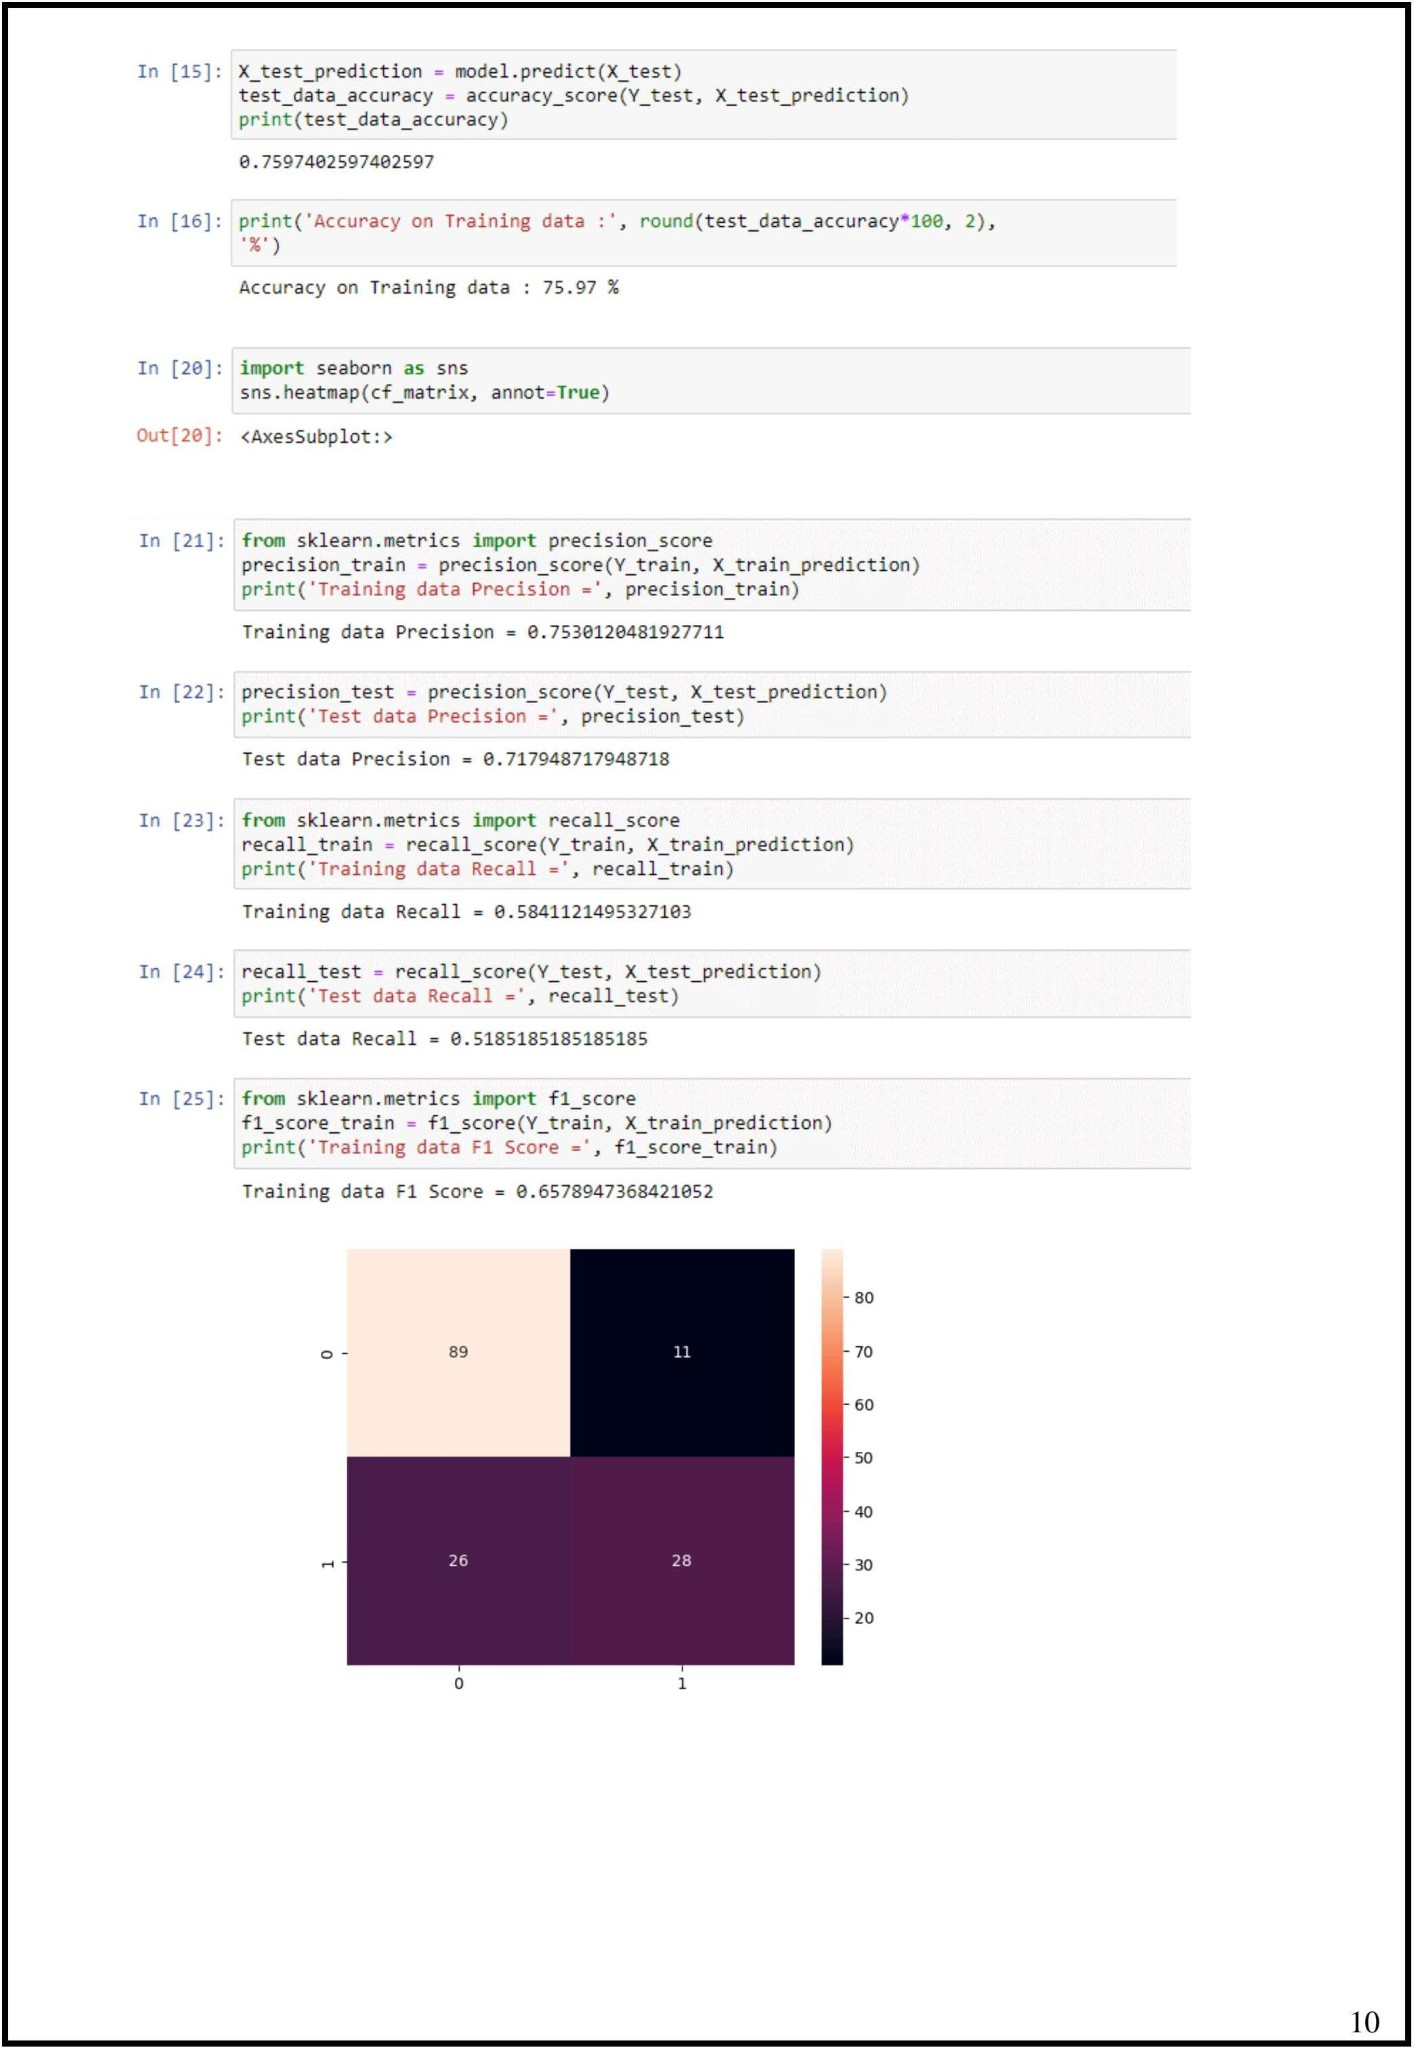 In [15]: X_test_prediction = model.predict(X_test)
test_data_accuracy = accuracy_score(Y_test, X_test_prediction)
print(test_data_accuracy)
0.7597402597402597
In [16]: print('Accuracy on Training data :', round(test_data_accuracy*100, 2),
'%')
Accuracy on Training data : 75.97 %
In [20]: import seaborn as sns
sns.heatmap(cf_matrix, annot=True)
Out[20]: <AxesSubplot:>
In [21]: from sklearn.metrics import precision_score
precision_train = precision_score(Y_train, X_train_prediction)
print('Training data Precision =', precision_train)
Training data Precision = 0.7530120481927711
In [22]: precision_test = precision_score(Y_test, X_test_prediction)
print('Test data Precision =', precision_test)
Test data Precision = 0.717948717948718
In [23]: from sklearn.metrics import recall_score
recall_train = recall_score(Y_train, X_train_prediction)
print('Training data Recall =', recall_train)
Training data Recall = 0.5841121495327103
In [24]: recall_test = recall_score(Y_test, X_test_prediction)
print('Test data Recall =', recall_test)
Test data Recall = 0.5185185185185185
In [25]: from sklearn.metrics import f1_score
f1_score_train = f1_score(Y_train, X_train_prediction)
print('Training data F1 Score =', f1_score_train)
Training data F1 Score = 0.6578947368421052
80
0 89 11
70
60
50
40
1 26 28
30
20
0 1
10